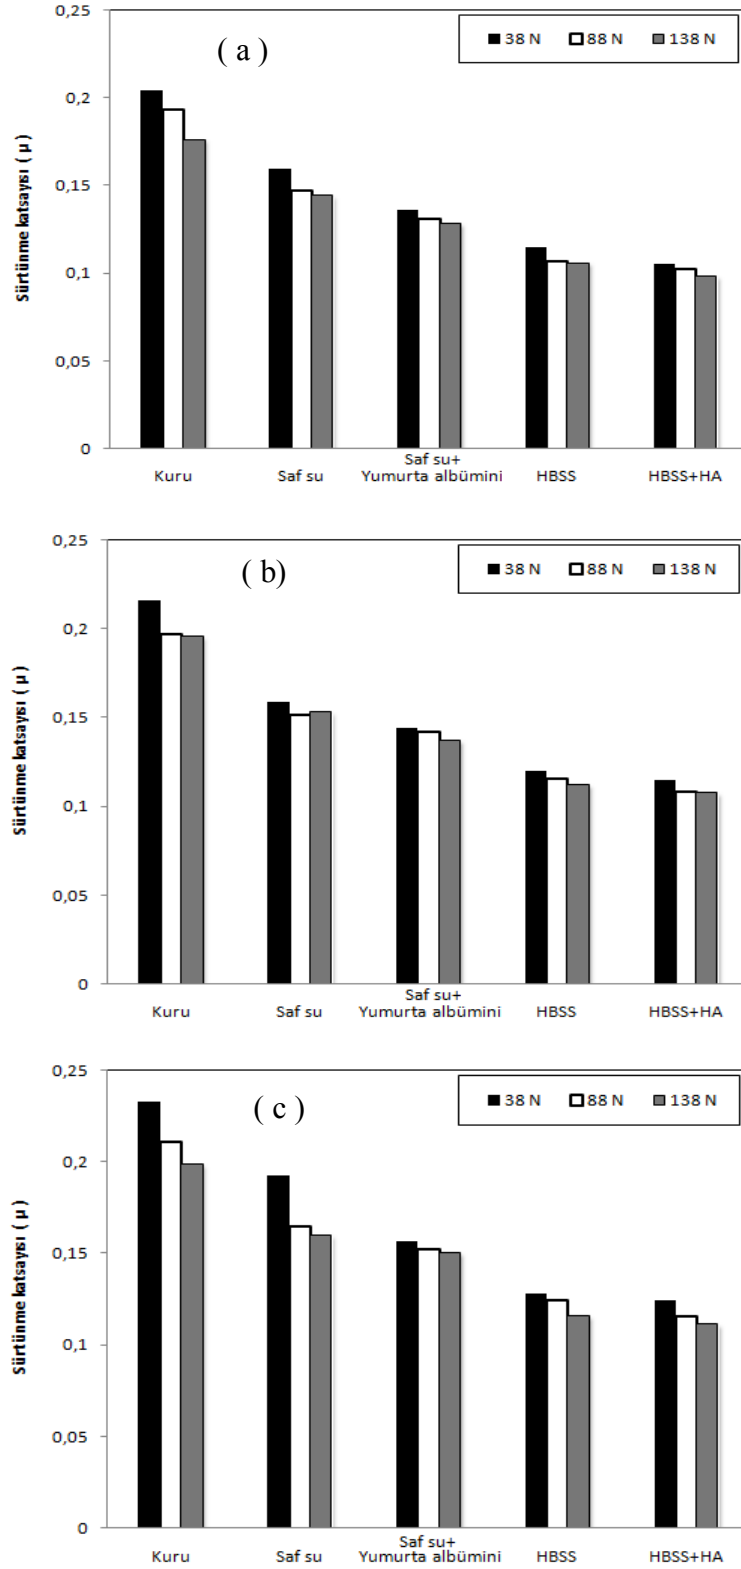 ( a )
38 N 88 N 138 N
Sürtünme katsayısı ( µ )
0,2
0,15
0,1
0,05
0
Kuru Saf su Saf su+ HBSS HBSS+HA
Yumurta albümini
( b)
38 N 88 N 138 N
Sürtünme katsayısı ( µ )
0,25
0,2
0,15
0,1
0,05
0
Kuru Saf su Saf su+ HBSS HBSS+HA
Yumurta albümini
( c )
38 N 88 N 138 N
Sürtünme katsayısı ( µ )
0,25
0,2
0,15
0,1
0,05
0
Kuru Saf su Saf su+ HBSS HBSS+HA
Yumurta albümini